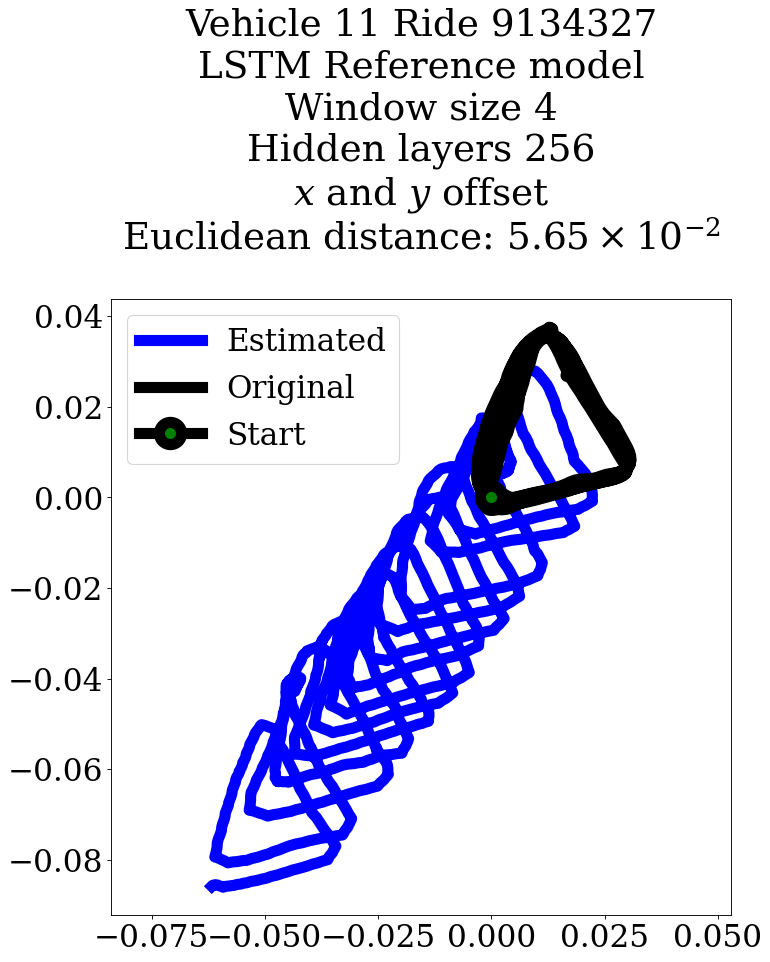 Vehicle 11 Ride 9134327
LSTM Reference model
Window size 4
Hidden layers 256
x and y offset
Euclidean distance: 5.65 × 10⁻²
Estimated
Original
Start
0.04
0.02
0.00
−0.02
−0.04
−0.06
−0.08
−0.075 −0.050 −0.025 0.000 0.025 0.050